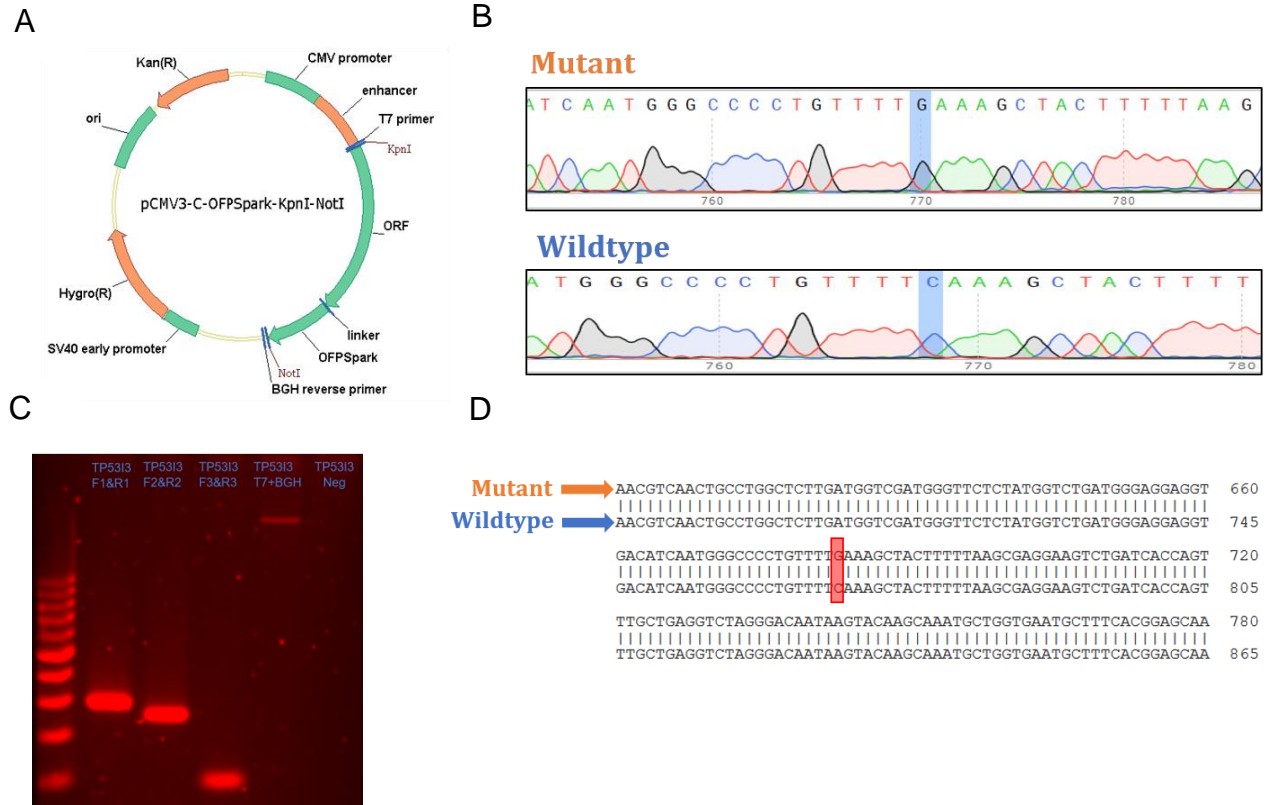 A
Kan(R)
CMV promoter
enhancer
T7 primer
KpnI
ori
pCMV3-C-OFPSpark-KpnI-NotI
ORF
Hygro(R)
linker
SV40 early promoter
OFPSpark
NotI
BGH reverse primer
B
Mutant
A T C A A T G G G C C C C T G T T T T G A A A G C T A C T T T T T A A G
760 770 780
Wildtype
A T G G G C C C C T G T T T T C A A A G C T A C T T T T
760 770 780
C
TP53I3 TP53I3 TP53I3 TP53I3 TP53I3
F1&R1 F2&R2 F3&R3 T7+BGH Neg
D
Mutant AACGTCAACTGCCTGGCTCTTGATGGTCGATGGGTTCTCTATGGTCTGATGGGAGGAGGT 660
Wildtype AACGTCAACTGCCTGGCTCTTGATGGTCGATGGGTTCTCTATGGTCTGATGGGAGGAGGT 745
GACATCAATGGGCCCCTGTTTTGAAAGCTACTTTTTAAGCGAGGAAGTCTGATCACCAGT 720
GACATCAATGGGCCCCTGTTTTCAAAGCTACTTTTTAAGCGAGGAAGTCTGATCACCAGT 805
TTGCTGAGGTCTAGGGACAATAAGTACAAGCAAATGCTGGTGAATGCTTTCACGGAGCAA 780
TTGCTGAGGTCTAGGGACAATAAGTACAAGCAAATGCTGGTGAATGCTTTCACGGAGCAA 865